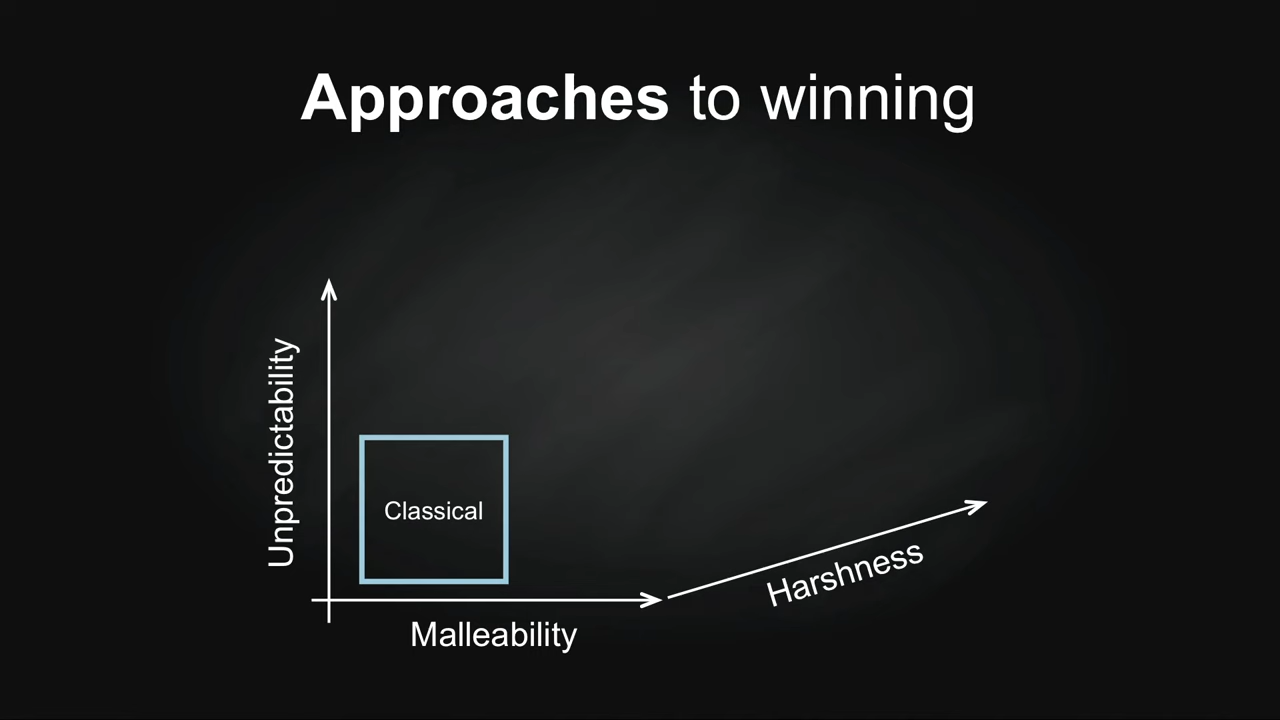 Approaches to winning
Unpredictability
Classical
Harshness
Malleability